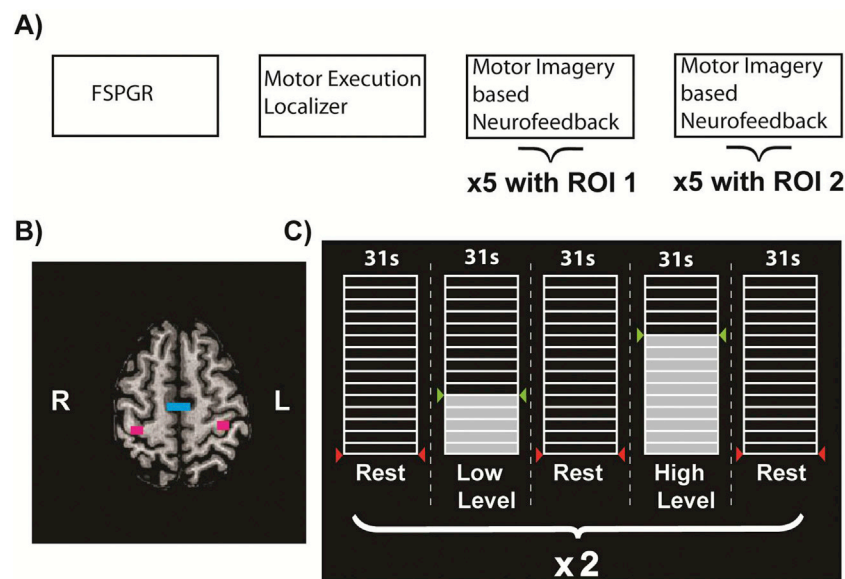 A)
FSPGR
Motor Execution
Localizer
Motor Imagery
based
Neurofeedback
Motor Imagery
based
Neurofeedback
x5 with ROI 1
x5 with ROI 2
B)
R
L
C)
31s 31s 31s 31s 31s
Rest
Low
Level
Rest
High
Level
Rest
x2